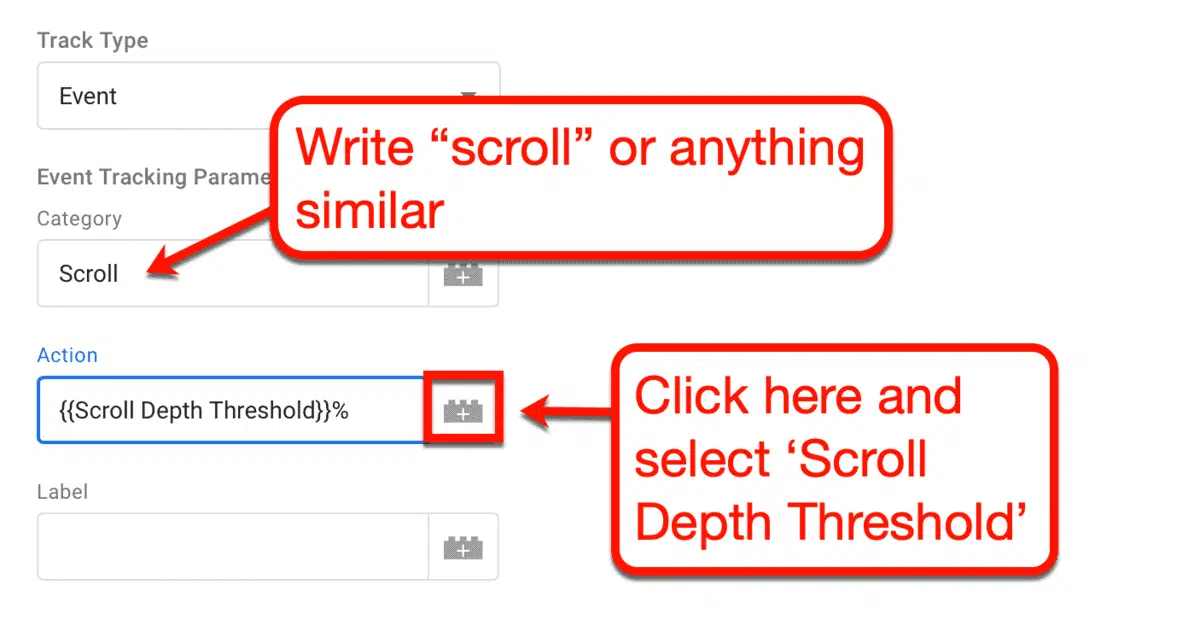 Track Type
Event
Write “scroll” or anything
similar
Event Tracking Parame
Category
Scroll
Action
{{Scroll Depth Threshold}}%
Click here and
select ‘Scroll
Depth Threshold’
Label